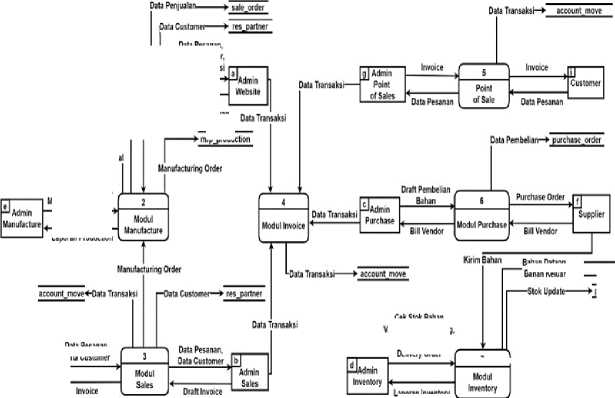 Data Penjualan
sale_order
Data Customer
res_partner
Data Pesanan,
a
Admin
Website
Data Transaksi
mrp_production
Manufacturing Order
e
Admin
Manufacture
2
Modul
Manufacture
Laporan Production
Manufacturing Order
account_move
Data Transaksi
Data Customer
res_partner
Data Pesanan
3
Modul
Sales
Data Pesanan,
Data Customer
b
Admin
Sales
Invoice
Draft Invoice
Data Transaksi
4
Modul Invoice
Data Transaksi
account_move
Data Transaksi
Data Transaksi
account_move
Data Transaksi
g
Admin
Point
of Sales
Invoice
Data Pesanan
5
Point
of Sale
Invoice
Data Pesanan
Customer
Data Pembelian
purchase_order
c
Admin
Purchase
Draft Pembelian
Bahan
Bill Vendor
6
Modul Purchase
Purchase Order
Bill Vendor
f
Supplier
Kirim Bahan
Bahan Datang
Bahan Keluar
Stok Update
Cek Stok Bahan
Delivery Order
d
Admin
Inventory
Laporan Inventory
Modul
Inventory